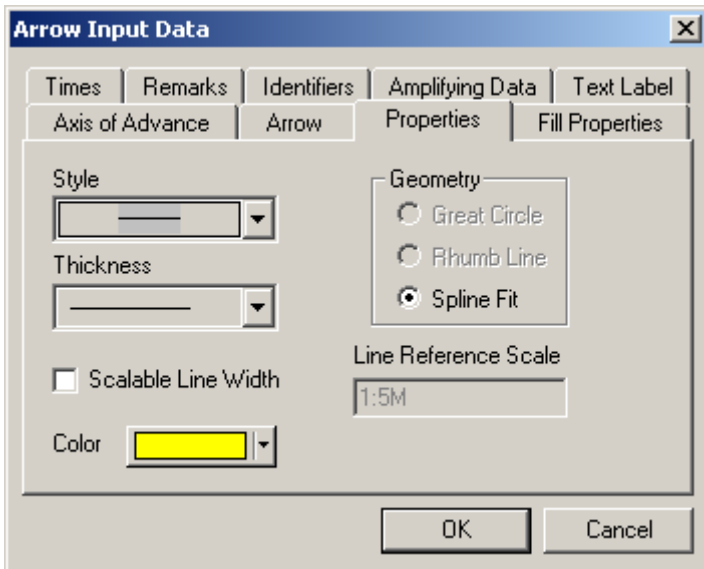 Arrow Input Data
Times Remarks Identifiers Amplifying Data Text Label
Axis of Advance Arrow Properties Fill Properties
Style
Geometry
Great Circle
Thickness
Rhumb Line
Spline Fit
Scalable Line Width
Line Reference Scale
1:5M
Color
OK Cancel